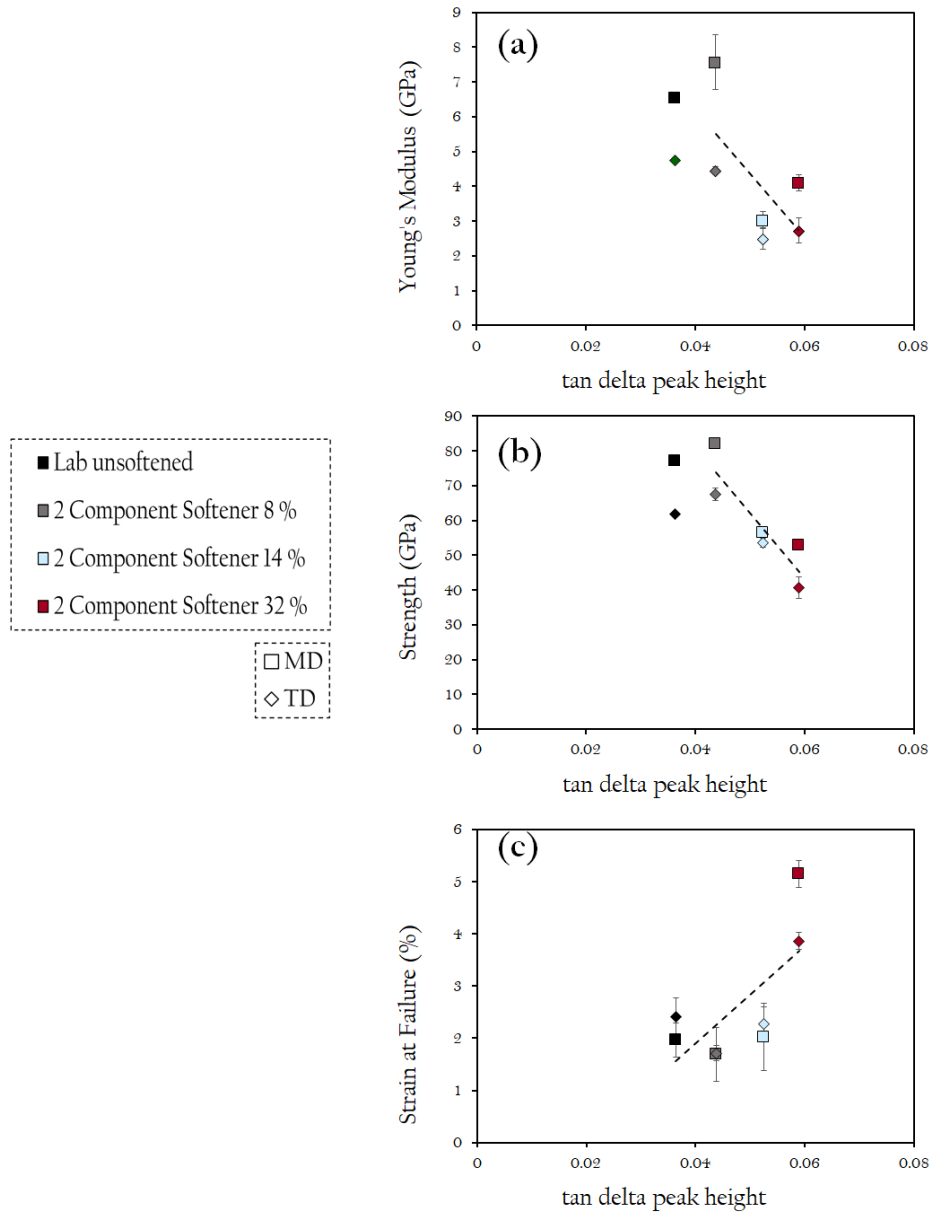 (a)
Young's Modulus (GPa)
9
8
7
6
5
4
3
2
1
0
0 0.02 0.04 0.06 0.08
tan delta peak height
Lab unsoftened
2 Component Softener 8 %
2 Component Softener 14 %
2 Component Softener 32 %
MD
TD
(b)
Strength (GPa)
90
80
70
60
50
40
30
20
10
0
0 0.02 0.04 0.06 0.08
tan delta peak height
(c)
Strain at Failure (%)
6
5
4
3
2
1
0
0 0.02 0.04 0.06 0.08
tan delta peak height